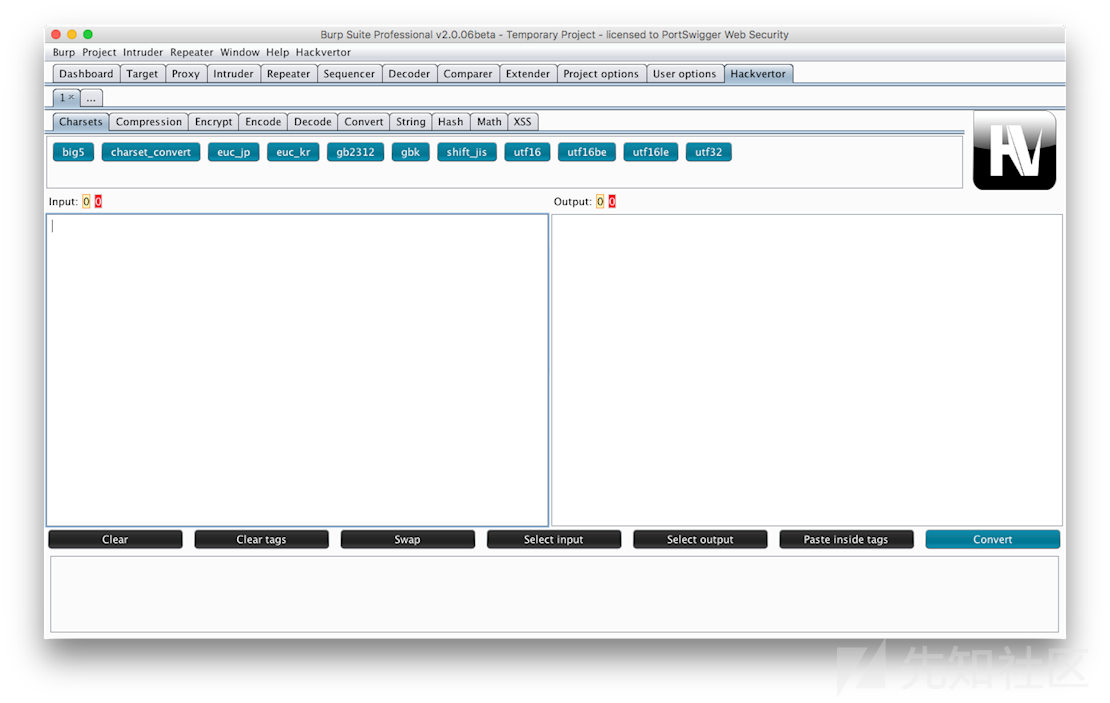 Burp Suite Professional v2.0.06beta - Temporary Project - licensed to PortSwigger Web Security
Burp Project Intruder Repeater Window Help Hackvertor
Dashboard Target Proxy Intruder Repeater Sequencer Decoder Comparer Extender Project options User options Hackvertor
1 × ...
Charsets Compression Encrypt Encode Decode Convert String Hash Math XSS
HV
big5 charset_convert euc_jp euc_kr gb2312 gbk shift_jis utf16 utf16be utf16le utf32
Input: 0 0 Output: 0 0
Clear Clear tags Swap Select input Select output Paste inside tags Convert
先知社区